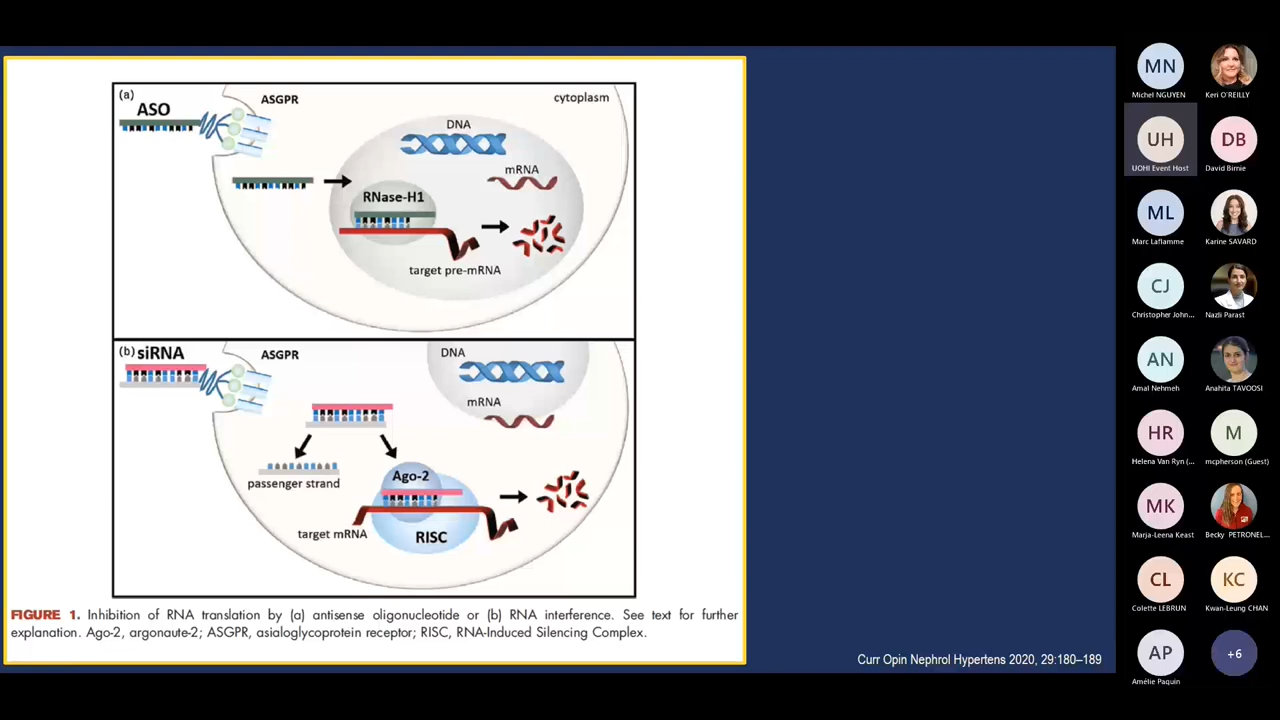 (a)
ASO
ASGPR
cytoplasm
DNA
mRNA
RNase-H1
target pre-mRNA
(b) siRNA
ASGPR
DNA
mRNA
passenger strand
Ago-2
target mRNA
RISC
FIGURE 1. Inhibition of RNA translation by (a) antisense oligonucleotide or (b) RNA interference. See text for further
explanation. Ago-2, argonaute-2; ASGPR, asialoglycoprotein receptor; RISC, RNA-Induced Silencing Complex.
Curr Opin Nephrol Hypertens 2020, 29:180–189
MN
Michel NGUYEN
Keri O'REILLY
UH
UOHI Event Host
DB
David Birnie
ML
Marc Laflamme
Karine SAVARD
CJ
Christopher John...
Nazli Parast
AN
Amal Nehmeh
Anahita TAVOOSI
HR
Helena Van Ryn (...
M
mcpherson (Guest)
MK
Marja-Leena Keast
Becky PETRONEL...
CL
Colette LEBRUN
KC
Kwan-Leung CHAN
AP
Amélie Paquin
+6